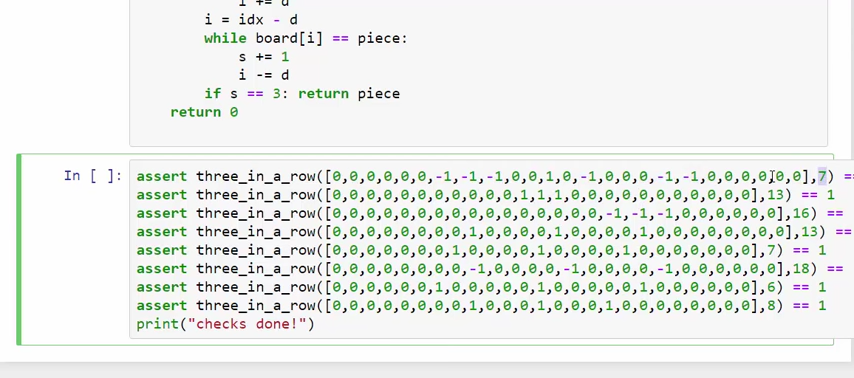 i += d
i = idx - d
while board[i] == piece:
s += 1
i -= d
if s == 3: return piece
return 0
In [ ]: assert three_in_a_row([0,0,0,0,0,0,-1,-1,-1,0,0,1,0,-1,0,0,0,-1,-1,0,0,0,0,0,0],7) ==
assert three_in_a_row([0,0,0,0,0,0,0,0,0,0,0,1,1,1,0,0,0,0,0,0,0,0,0,0,0],13) == 1
assert three_in_a_row([0,0,0,0,0,0,0,0,0,0,0,0,0,0,0,0,-1,-1,-1,0,0,0,0,0,0],16) ==
assert three_in_a_row([0,0,0,0,0,0,0,0,1,0,0,0,0,1,0,0,0,0,1,0,0,0,0,0,0,0,0],13) ==
assert three_in_a_row([0,0,0,0,0,0,0,1,0,0,0,0,1,0,0,0,0,1,0,0,0,0,0,0,0],7) == 1
assert three_in_a_row([0,0,0,0,0,0,0,0,-1,0,0,0,0,-1,0,0,0,0,-1,0,0,0,0,0,0],18) ==
assert three_in_a_row([0,0,0,0,0,0,1,0,0,0,0,0,1,0,0,0,0,0,1,0,0,0,0,0,0],6) == 1
assert three_in_a_row([0,0,0,0,0,0,0,0,1,0,0,0,1,0,0,0,1,0,0,0,0,0,0,0,0],8) == 1
print("checks done!")